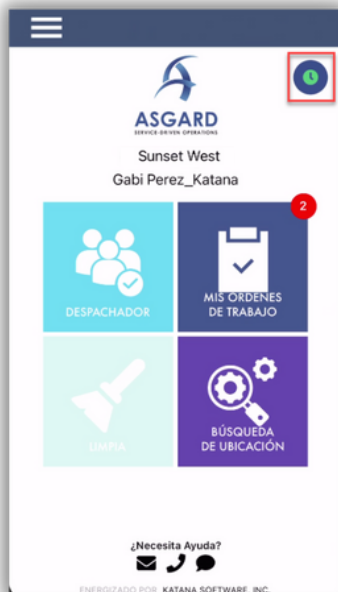 ASGARD
SERVICE-DRIVEN OPERATIONS
Sunset West
Gabi Perez_Katana
2
DESPACHADOR
MIS ORDENES
DE TRABAJO
LIMPIA
BÚSQUEDA
DE UBICACIÓN
¿Necesita Ayuda?
ENERGIZADO POR KATANA SOFTWARE, INC.